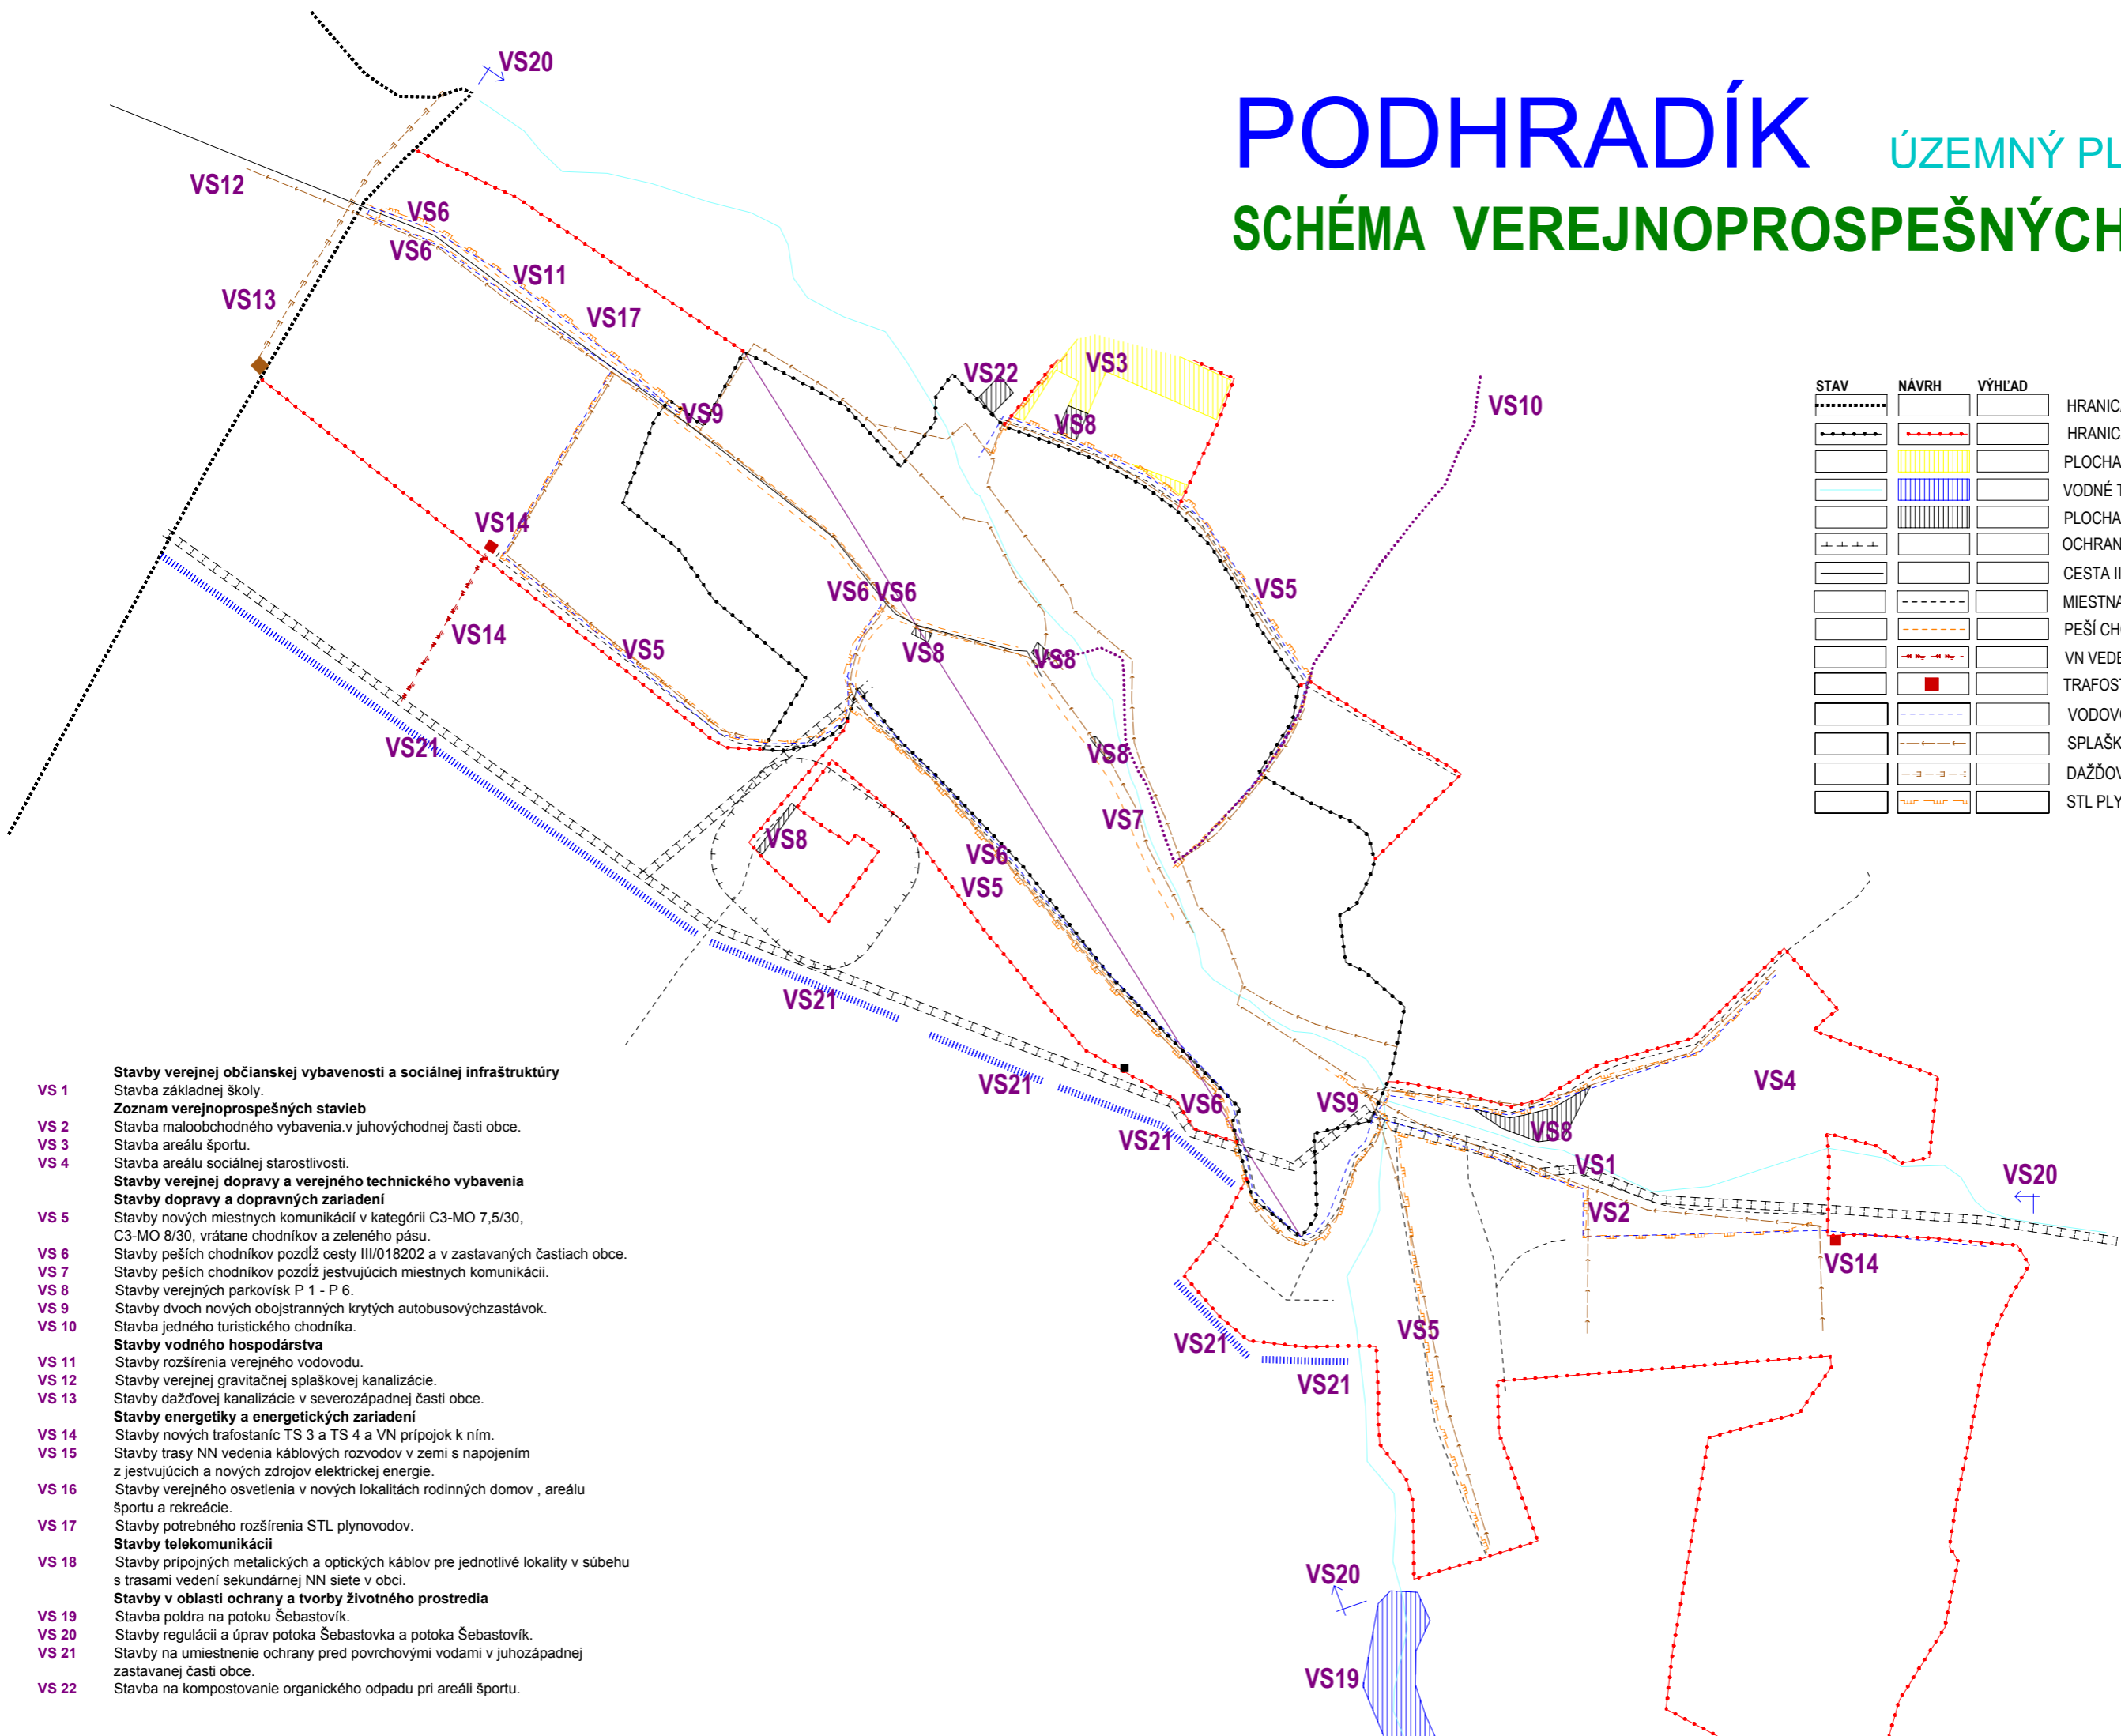 PODHRADÍK
ÚZEMNÝ PL
SCHÉMA VEREJNOPROSPEŠNÝCH
VS20
VS12
VS6
VS6
VS11
VS13
VS17
VS9
VS22
VS3
VS8
VS10
VS14
VS14
VS5
VS6 VS6
VS8
VS8
VS5
VS21
VS8
VS7
VS8
VS6
VS5
VS21
VS21
VS6
VS21
VS9
VS4
VS8
VS1
VS2
VS20
VS14
VS5
VS21
VS21
VS20
VS19
STAV NÁVRH VÝHĽAD
HRANIC
HRANIC
PLOCHA
VODNÉ T
PLOCHA
OCHRAN
CESTA II
MIESTNA
PEŠÍ CH
VN VEDE
TRAFOST
VODOV
SPLAŠK
DAŽĎOV
STL PLY
Stavby verejnej občianskej vybavenosti a sociálnej infraštruktúry
VS 1 Stavba základnej školy.
Zoznam verejnoprospešných stavieb
VS 2 Stavba maloobchodného vybavenia.v juhovýchodnej časti obce.
VS 3 Stavba areálu športu.
VS 4 Stavba areálu sociálnej starostlivosti.
Stavby verejnej dopravy a verejného technického vybavenia
Stavby dopravy a dopravných zariadení
VS 5 Stavby nových miestnych komunikácií v kategórii C3-MO 7,5/30,
C3-MO 8/30, vrátane chodníkov a zeleného pásu.
VS 6 Stavby peších chodníkov pozdĺž cesty III/018202 a v zastavaných častiach obce.
VS 7 Stavby peších chodníkov pozdĺž jestvujúcich miestnych komunikácii.
VS 8 Stavby verejných parkovísk P 1 - P 6.
VS 9 Stavby dvoch nových obojstranných krytých autobusovýchzastávok.
VS 10 Stavba jedného turistického chodníka.
Stavby vodného hospodárstva
VS 11 Stavby rozšírenia verejného vodovodu.
VS 12 Stavby verejnej gravitačnej splaškovej kanalizácie.
VS 13 Stavby dažďovej kanalizácie v severozápadnej časti obce.
Stavby energetiky a energetických zariadení
VS 14 Stavby nových trafostaníc TS 3 a TS 4 a VN prípojok k ním.
VS 15 Stavby trasy NN vedenia káblových rozvodov v zemi s napojením
z jestvujúcich a nových zdrojov elektrickej energie.
VS 16 Stavby verejného osvetlenia v nových lokalitách rodinných domov , areálu
športu a rekreácie.
VS 17 Stavby potrebného rozšírenia STL plynovodov.
Stavby telekomunikácii
VS 18 Stavby prípojných metalických a optických káblov pre jednotlivé lokality v súbehu
s trasami vedení sekundárnej NN siete v obci.
Stavby v oblasti ochrany a tvorby životného prostredia
VS 19 Stavba poldra na potoku Šebastovík.
VS 20 Stavby regulácii a úprav potoka Šebastovka a potoka Šebastovík.
VS 21 Stavby na umiestnenie ochrany pred povrchovými vodami v juhozápadnej
zastavanej časti obce.
VS 22 Stavba na kompostovanie organického odpadu pri areáli športu.